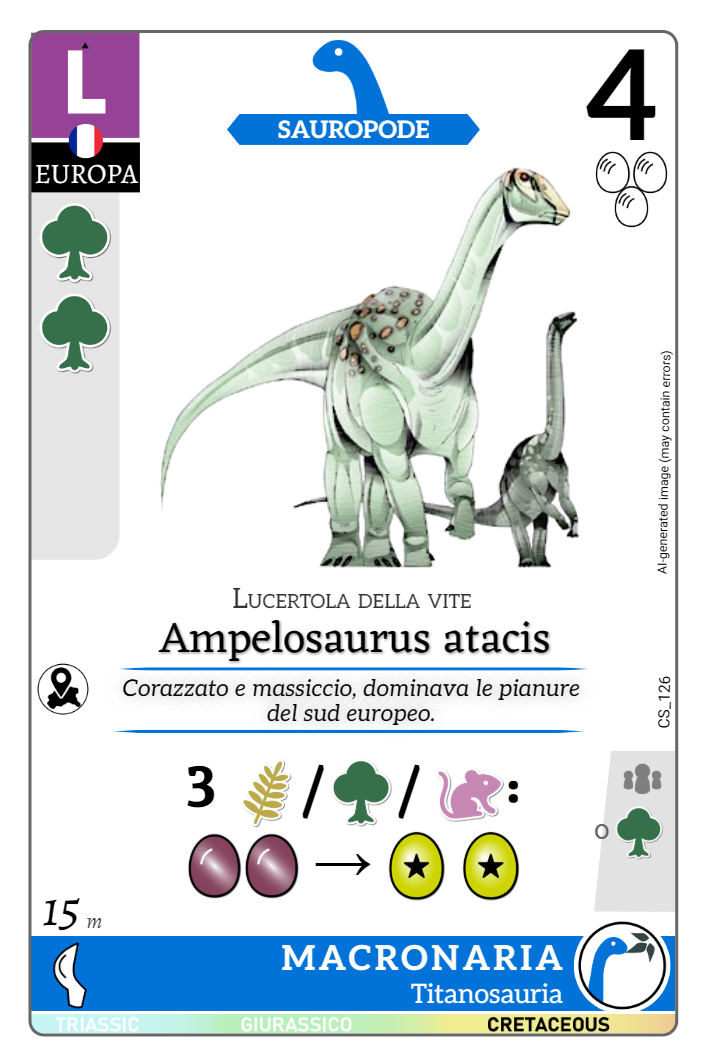 L
EUROPA
SAUROPODE
4
AI-generated image (may contain errors)
Lucertola della vite
Ampelosaurus atacis
Corazzato e massiccio, dominava le pianure
del sud europeo.
CS_126
3 / / :
o
15 m
MACRONARIA
Titanosauria
TRIASSIC GIURASSICO CRETACEOUS